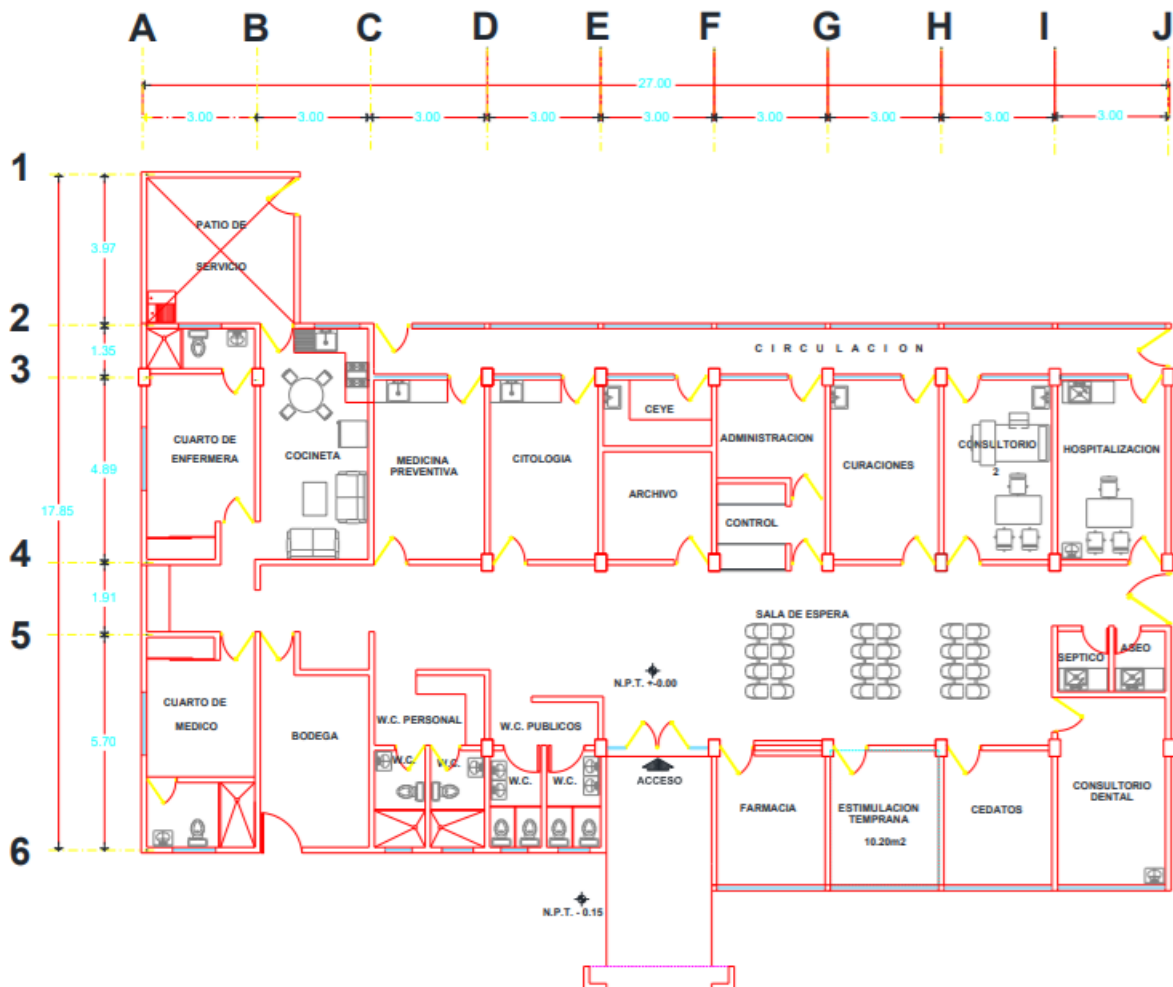 A B C D E F G H I J
27.00
3.00 3.00 3.00 3.00 3.00 3.00 3.00 3.00 3.00
1
PATIO DE
SERVICIO
3.97
2
1.35
CIRCULACION
3
CEYE
CUARTO DE
ENFERMERA
COCINETA
MEDICINA
PREVENTIVA
CITOLOGIA
ADMINISTRACION
CURACIONES
CONSULTORIO
2
HOSPITALIZACION
4.89
ARCHIVO
CONTROL
17.85
4
1.91
SALA DE ESPERA
5
SEPTICO
ASEO
N.P.T. +-0.00
CUARTO DE
MEDICO
BODEGA
W.C. PERSONAL
W.C. PUBLICOS
5.70
W.C. W.C. W.C. W.C.
ACCESO
FARMACIA
ESTIMULACION
TEMPRANA
10.20m2
CEDATOS
CONSULTORIO
DENTAL
6
N.P.T. - 0.15